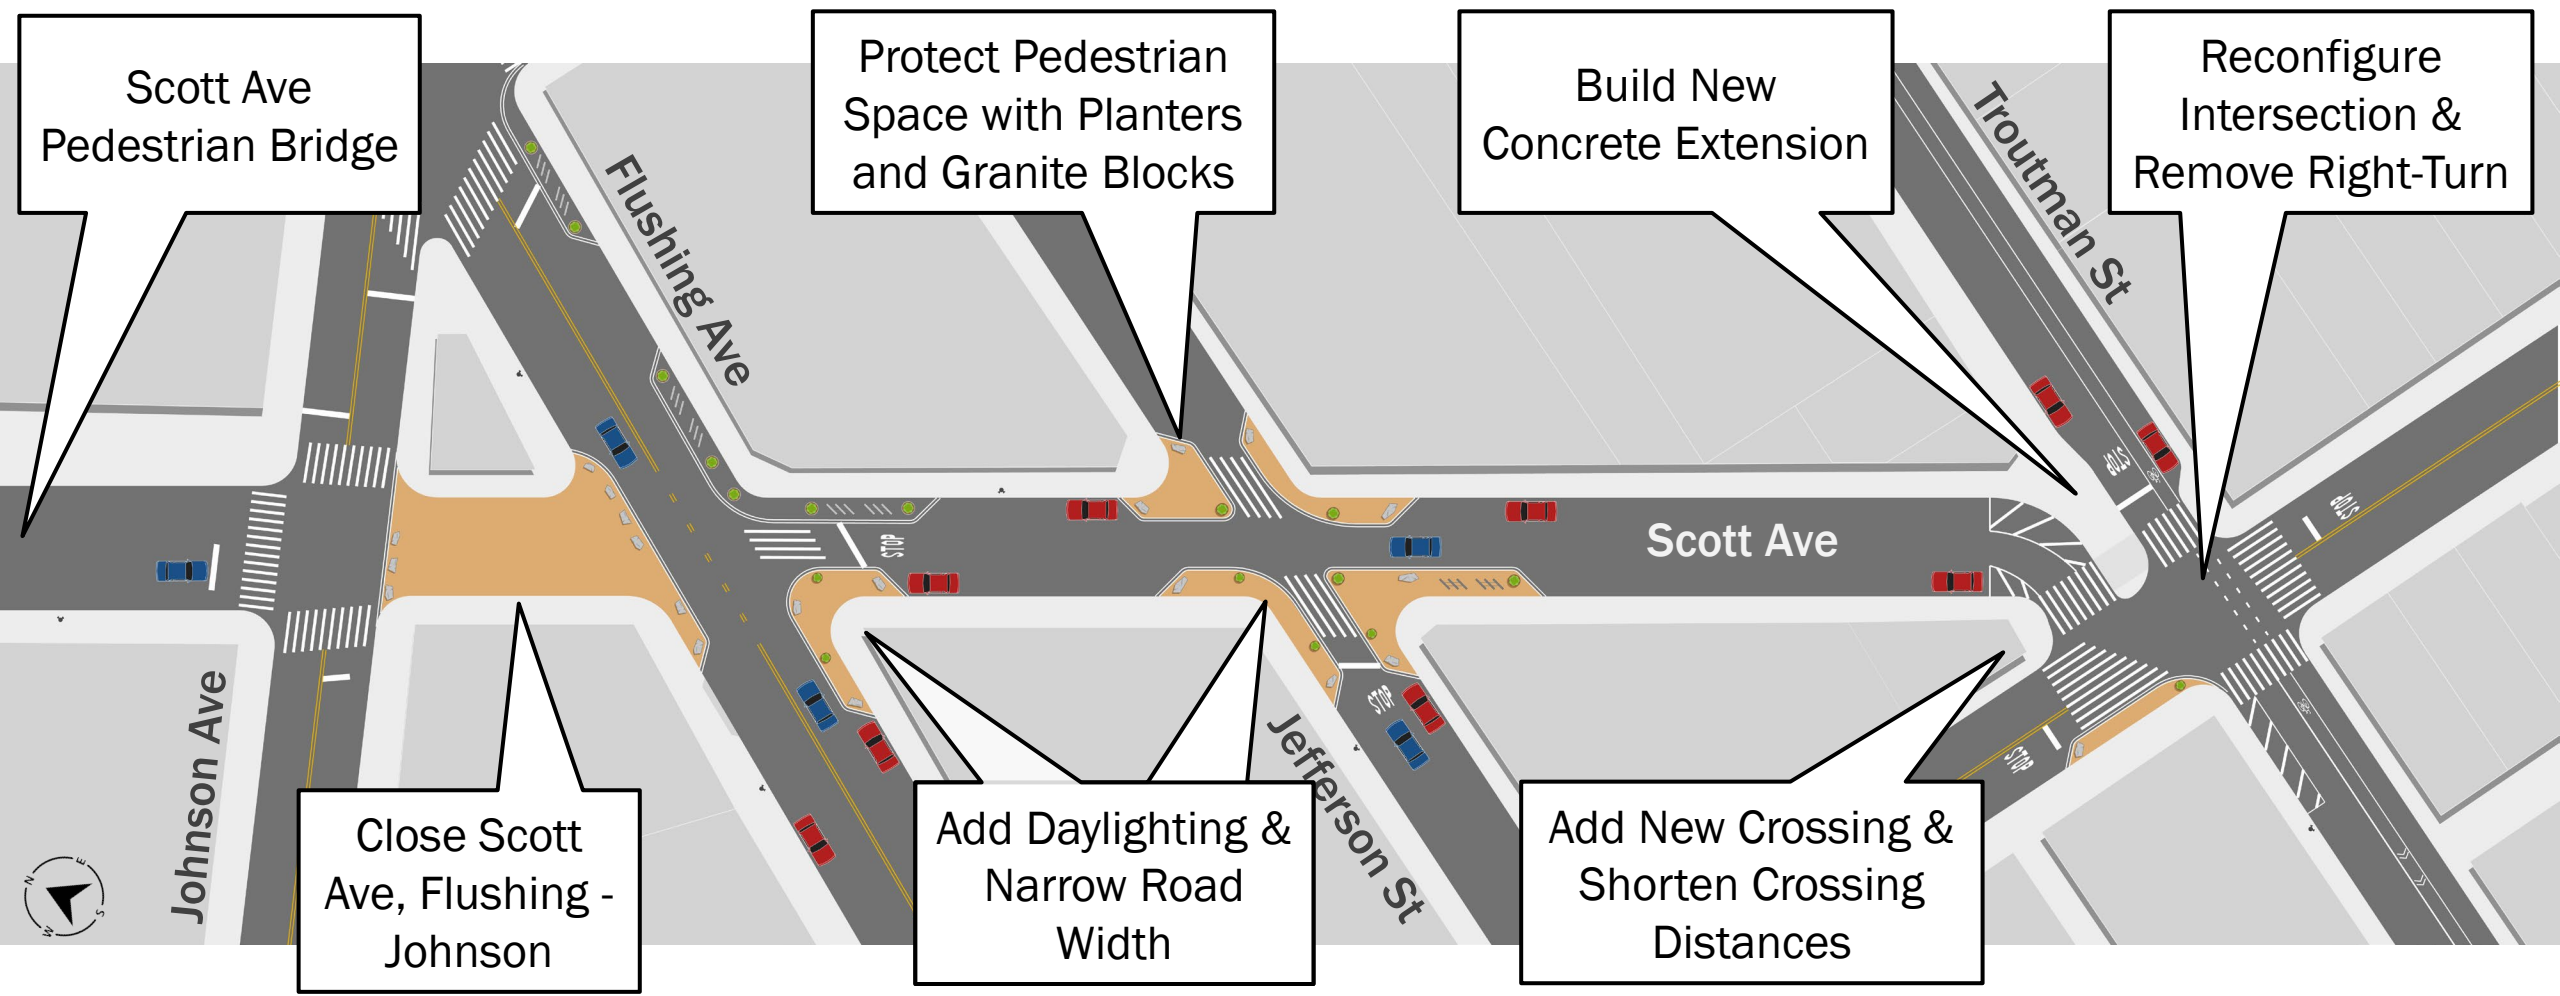 Scott Ave
Pedestrian Bridge
Protect Pedestrian
Space with Planters
and Granite Blocks
Build New
Concrete Extension
Reconfigure
Intersection &
Remove Right-Turn
Flushing Ave
Troutman St
STOP
STOP
STOP
Scott Ave
STOP
STOP
Johnson Ave
Jefferson St
N
E
S
W
Close Scott
Ave, Flushing -
Johnson
Add Daylighting &
Narrow Road
Width
Add New Crossing &
Shorten Crossing
Distances